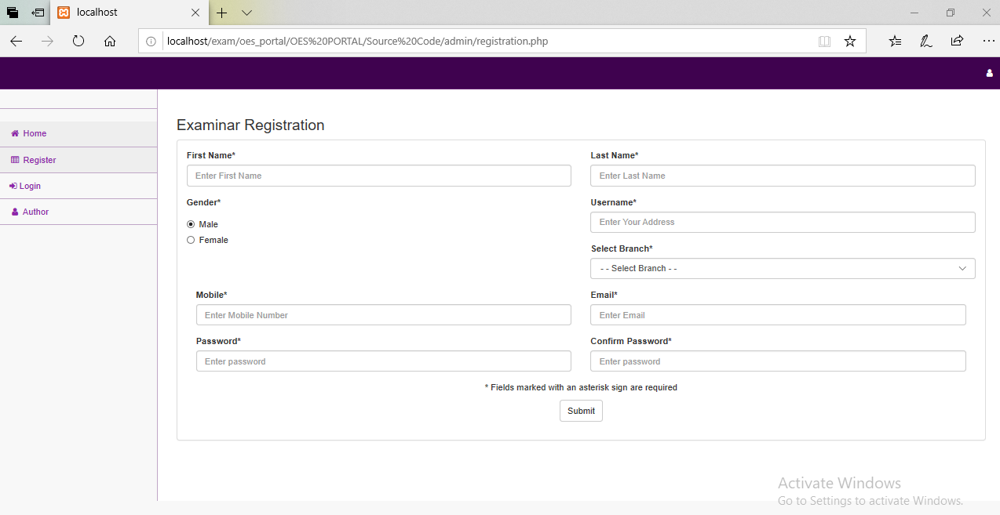 localhost
localhost/exam/oes_portal/OES%20PORTAL/Source%20Code/admin/registration.php
Home
Register
Login
Author
Examinar Registration
First Name*
Last Name*
Enter First Name
Enter Last Name
Gender*
Username*
Male
Enter Your Address
Female
Select Branch*
- - Select Branch - -
Mobile*
Email*
Enter Mobile Number
Enter Email
Password*
Confirm Password*
Enter password
Enter password
* Fields marked with an asterisk sign are required
Submit
Activate Windows
Go to Settings to activate Windows.